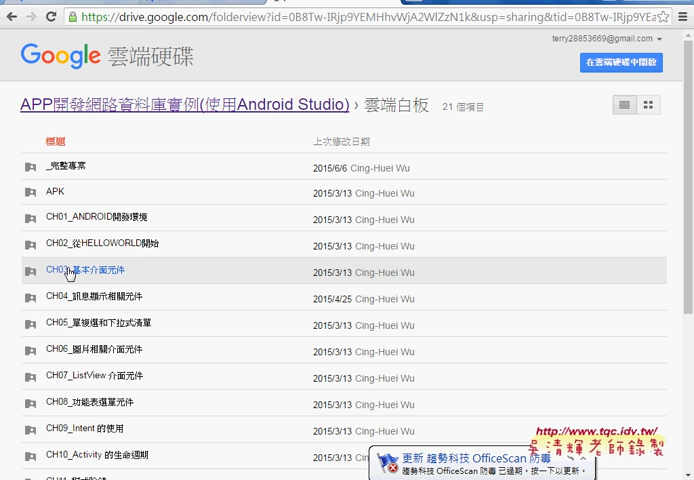 https://drive.google.com/folderview?id=0B8Tw-IRjp9YEMHhvWjA2WIZzN1k&usp=sharing&tid=0B8Tw-IRjp9YEa
terry28853669@gmail.com
Google 雲端硬碟
在雲端硬碟中開啟
APP開發網路資料庫實例(使用Android Studio) › 雲端白板 21 個項目
標題 上次修改日期
_完整專案 2015/6/6 Cing-Huei Wu
APK 2015/3/13 Cing-Huei Wu
CH01_ANDROID開發環境 2015/3/13 Cing-Huei Wu
CH02_從HELLOWORLD開始 2015/3/13 Cing-Huei Wu
CH03_基本介面元件 2015/3/13 Cing-Huei Wu
CH04_訊息顯示相關元件 2015/4/25 Cing-Huei Wu
CH05_單複選和下拉式清單 2015/3/13 Cing-Huei Wu
CH06_圖片相關介面元件 2015/3/13 Cing-Huei Wu
CH07_ListView 介面元件 2015/3/13 Cing-Huei Wu
CH08_功能表選單元件 2015/3/13 Cing-Huei Wu
CH09_Intent 的使用 2015/3/13 Cing-Huei Wu
CH10_Activity 的生命週期 2015/3/13
http://www.tqc.idv.tw/
吳清輝老師錄製
更新 趨勢科技 OfficeScan 防毒
趨勢科技 OfficeScan 防毒 已過期。按一下以更新。